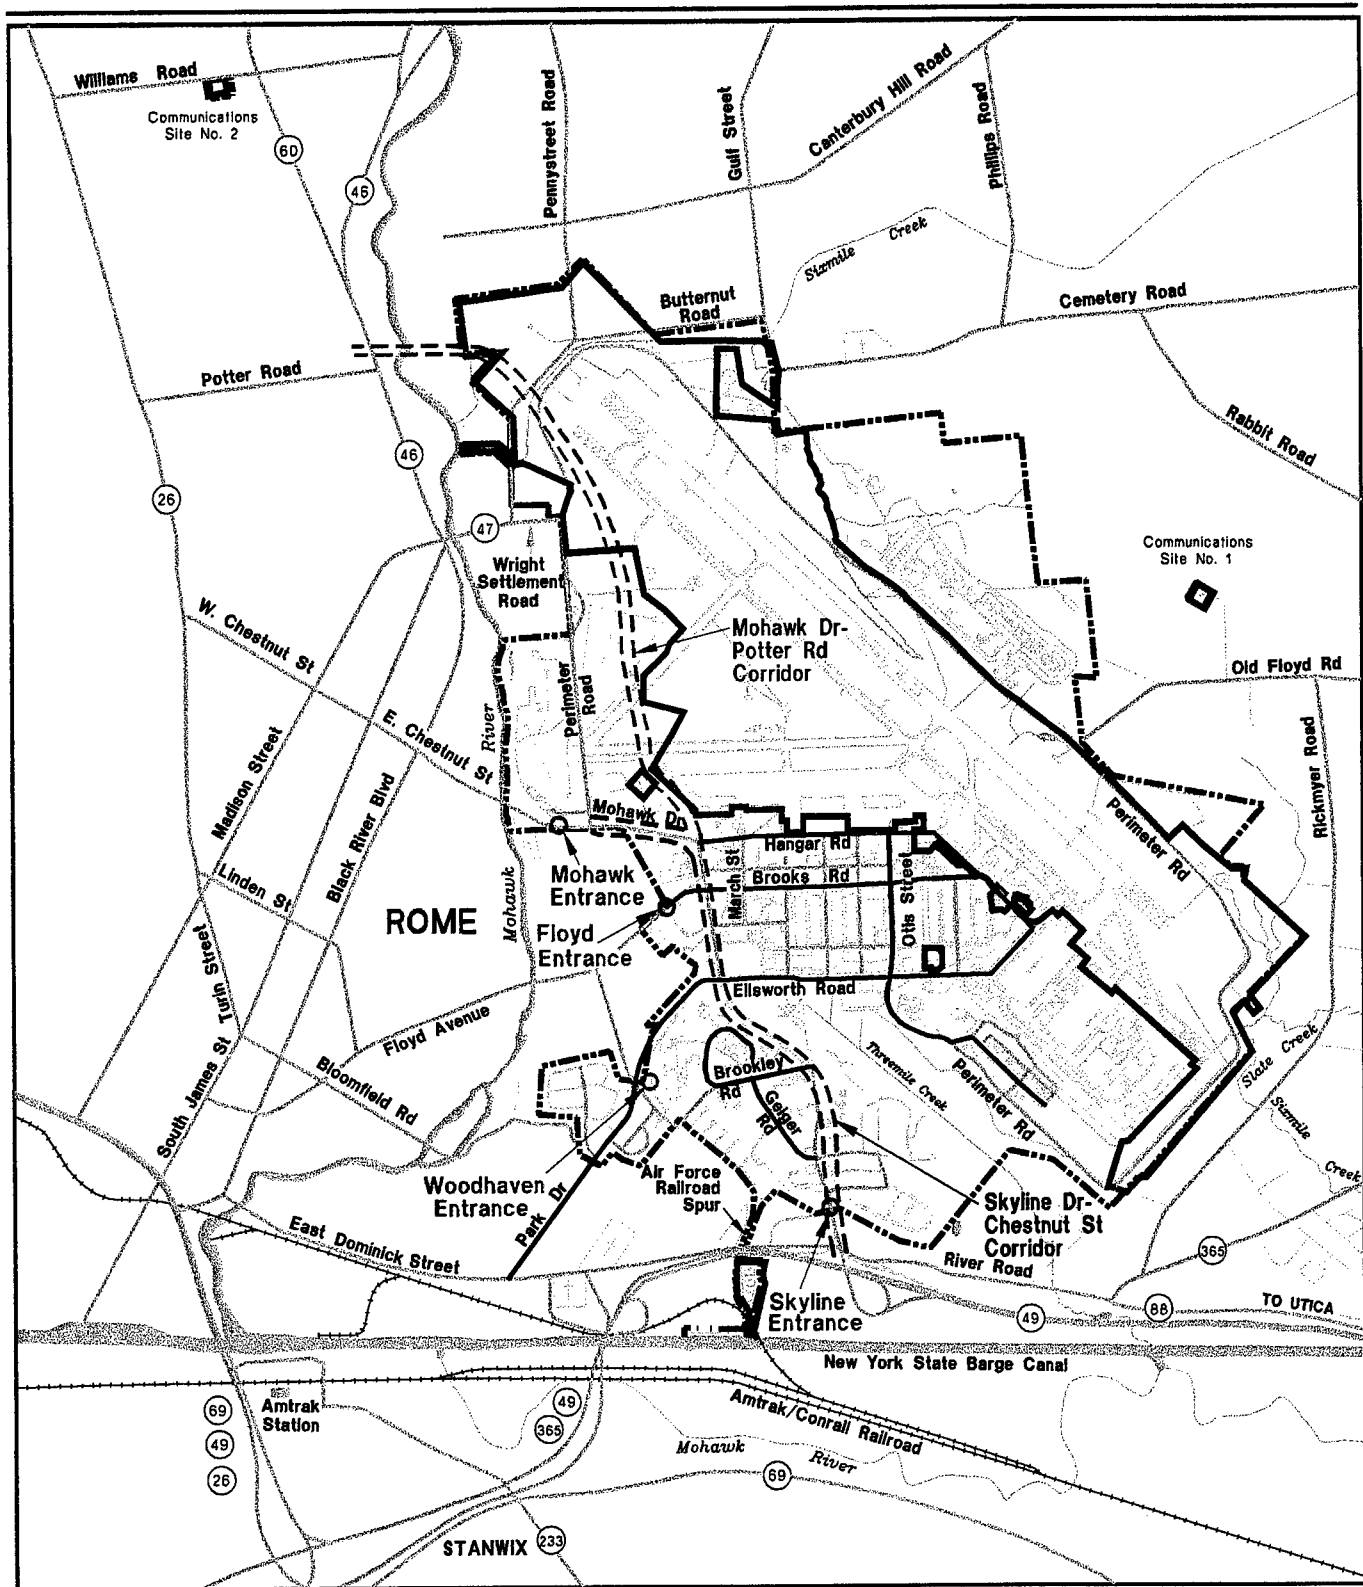 Williams Road
Communications
Site No. 2
6D
46
Pennystreet Road
Gulf Street
Canterbury Hill Road
Phillips Road
Sixmile Creek
Butternut
Road
Cemetery Road
Potter Road
Rabbit Road
46
26
47
Communications
Site No. 1
Wright
Settlement
Road
W. Chestnut St
Mohawk Dr-
Potter Rd
Corridor
Old Floyd Rd
Perimeter
Road
E. Chestnut St
River
Madison Street
Rickmyer Road
Black River Blvd
Mohawk Dr
Perimeter Rd
Hangar Rd
March St
Brooks Rd
Otis Street
Linden St
Mohawk
Entrance
Mohawk
ROME
Floyd
Entrance
Turin Street
Ellsworth Road
Floyd Avenue
South James St
Bloomfield Rd
Brookley
Rd
Geiger
Rd
Threemile Creek
Perimeter Rd
Slate Creek
Sixmile
Creek
Air Force
Railroad
Spur
Woodhaven
Entrance
Park Dr
Skyline Dr-
Chestnut St
Corridor
East Dominick Street
River Road
365
Skyline
Entrance
49
88
TO UTICA
New York State Barge Canal
Amtrak
Station
69
49
26
49
365
Amtrak/Conrail Railroad
Mohawk
River
69
STANWIX
233